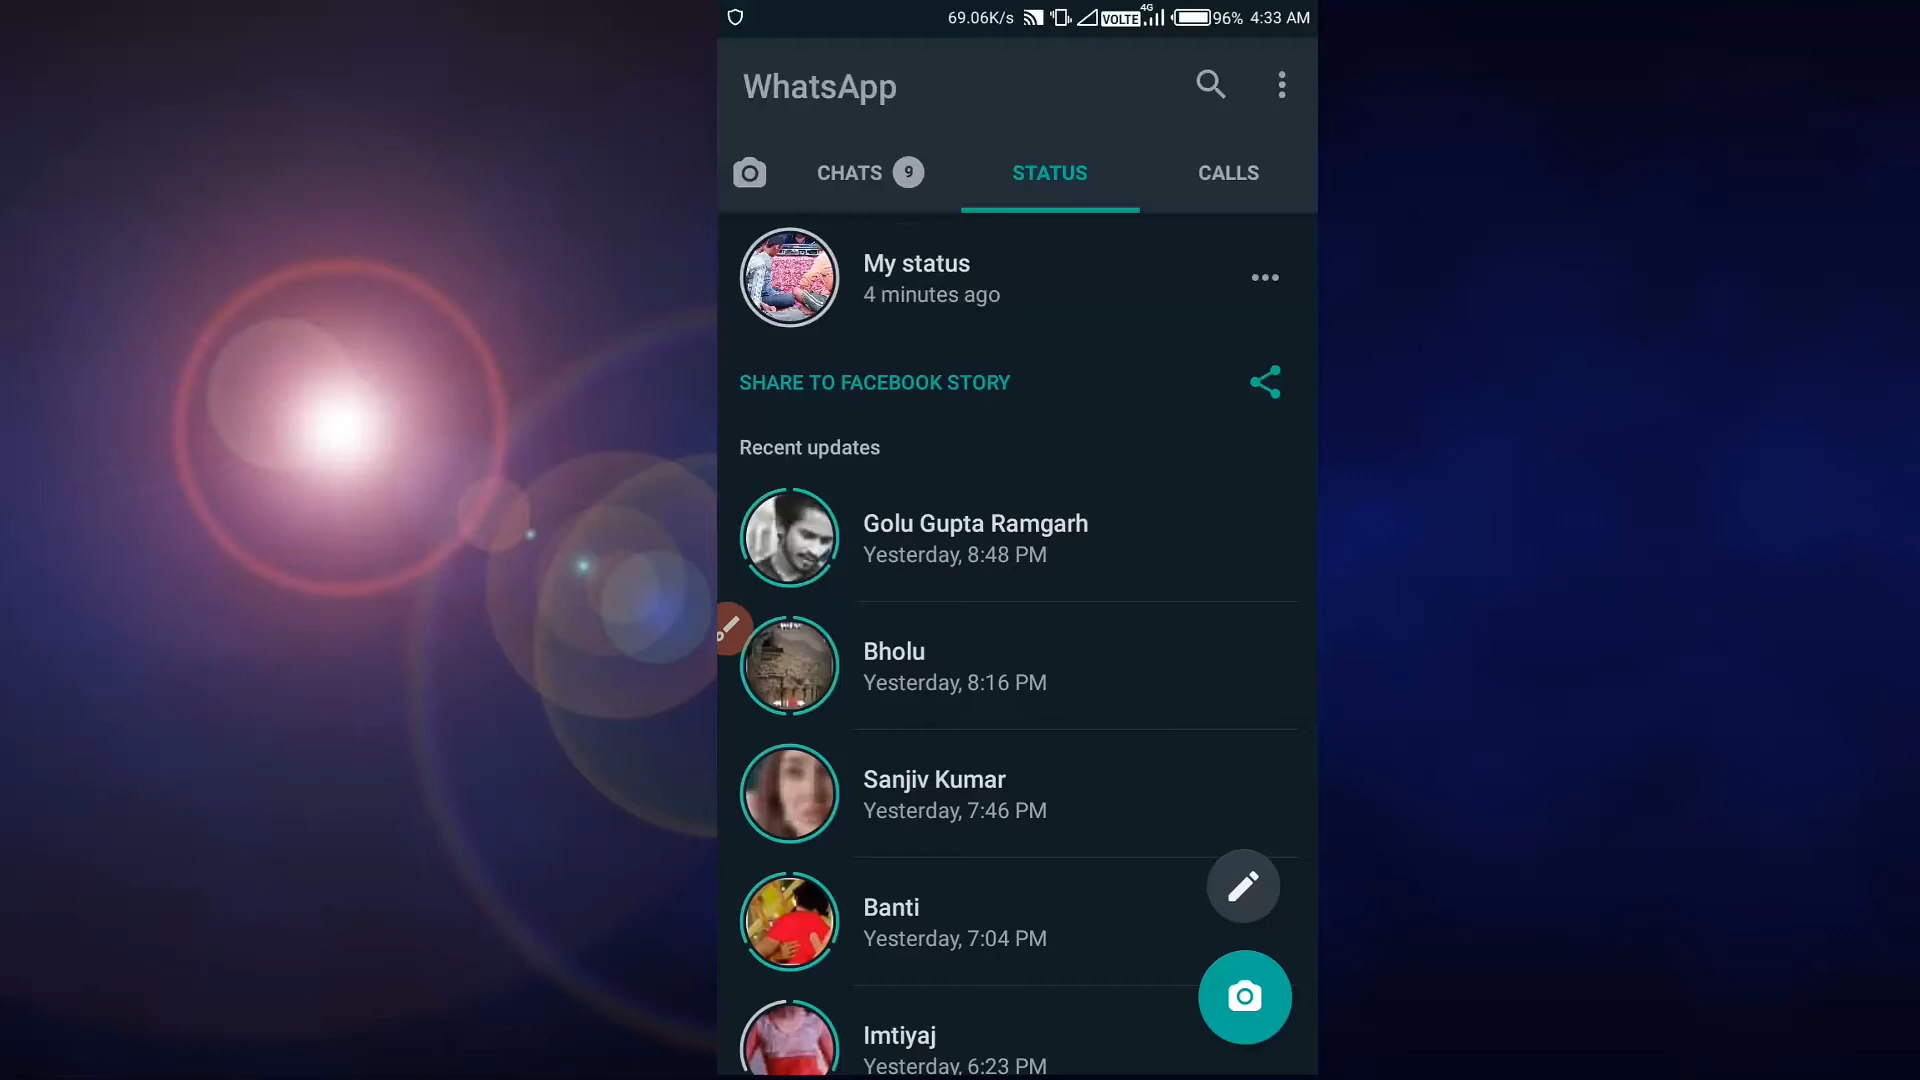 69.06K/s VOLTE 4G 96% 4:33 AM
WhatsApp
CHATS 9 STATUS CALLS
My status
4 minutes ago
SHARE TO FACEBOOK STORY
Recent updates
Golu Gupta Ramgarh
Yesterday, 8:48 PM
Bholu
Yesterday, 8:16 PM
Sanjiv Kumar
Yesterday, 7:46 PM
Banti
Yesterday, 7:04 PM
Imtiyaj
Yesterday, 6:23 PM